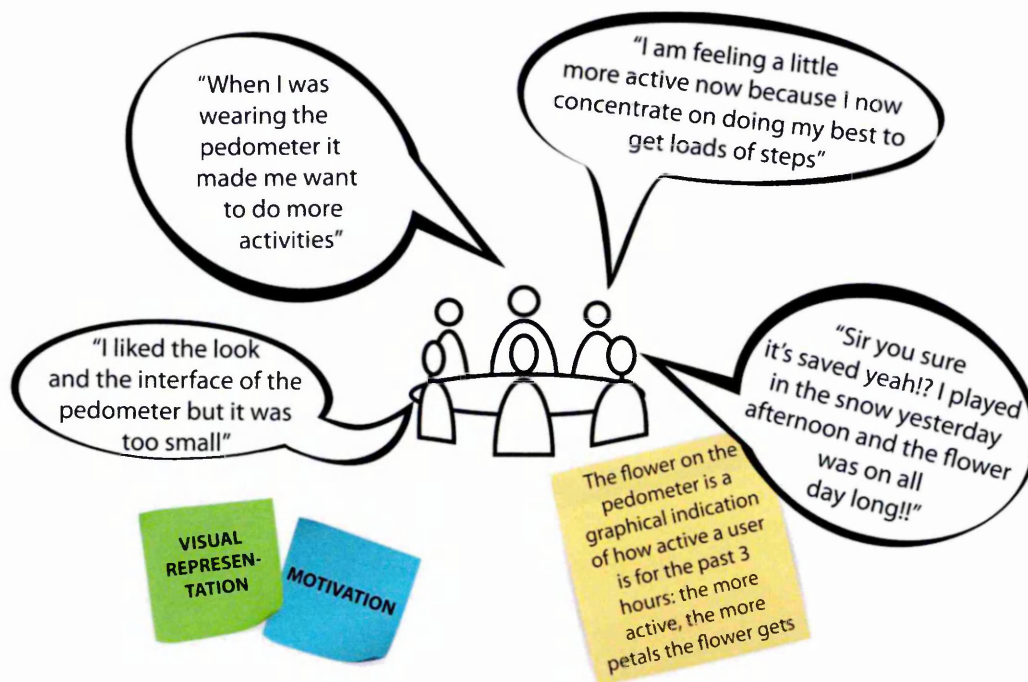 "When I was
wearing the
pedometer it
made me want
to do more
activities"
"I am feeling a little
more active now because i now
concentrate on doing my best to
get loads of steps"
"I liked the look
and the interface of the
pedometer but it was
too small"
"Sir you sure
it's saved yeah!? I played
in the snow yesterday
afternoon and the flower
was on all
day long!!"
VISUAL
REPRESEN-
TATION
MOTIVATION
The flower on the
pedometer is a
graphical indication
of how active a user
is for the past 3
hours: the more
active, the more
petals the flower gets